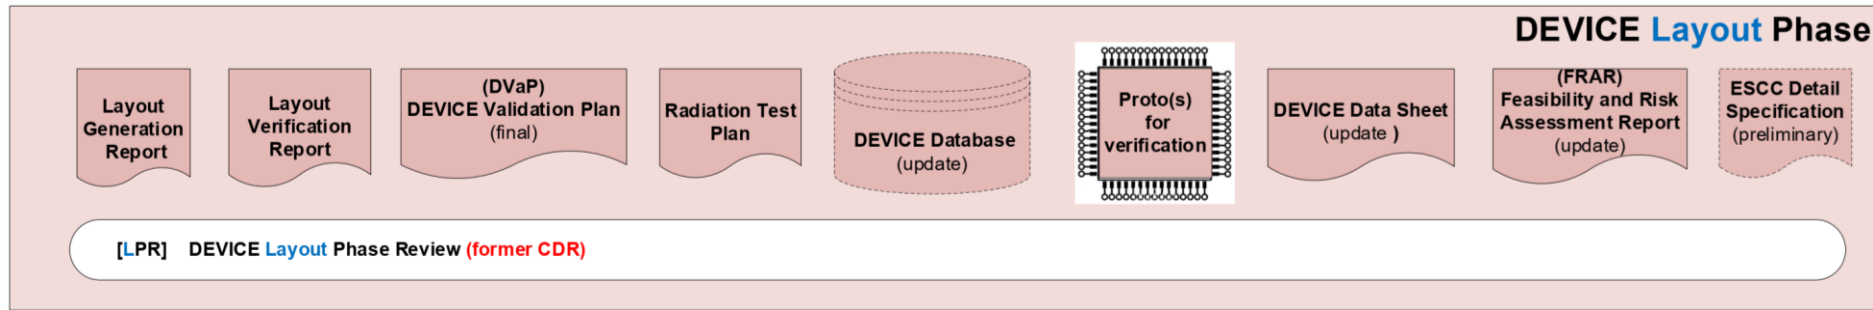 DEVICE Layout Phase
Layout
Generation
Report
Layout
Verification
Report
(DVaP)
DEVICE Validation Plan
(final)
Radiation Test
Plan
DEVICE Database
(update)
Proto(s)
for
verification
DEVICE Data Sheet
(update )
(FRAR)
Feasibility and Risk
Assessment Report
(update)
ESCC Detail
Specification
(preliminary)
[LPR] DEVICE Layout Phase Review (former CDR)